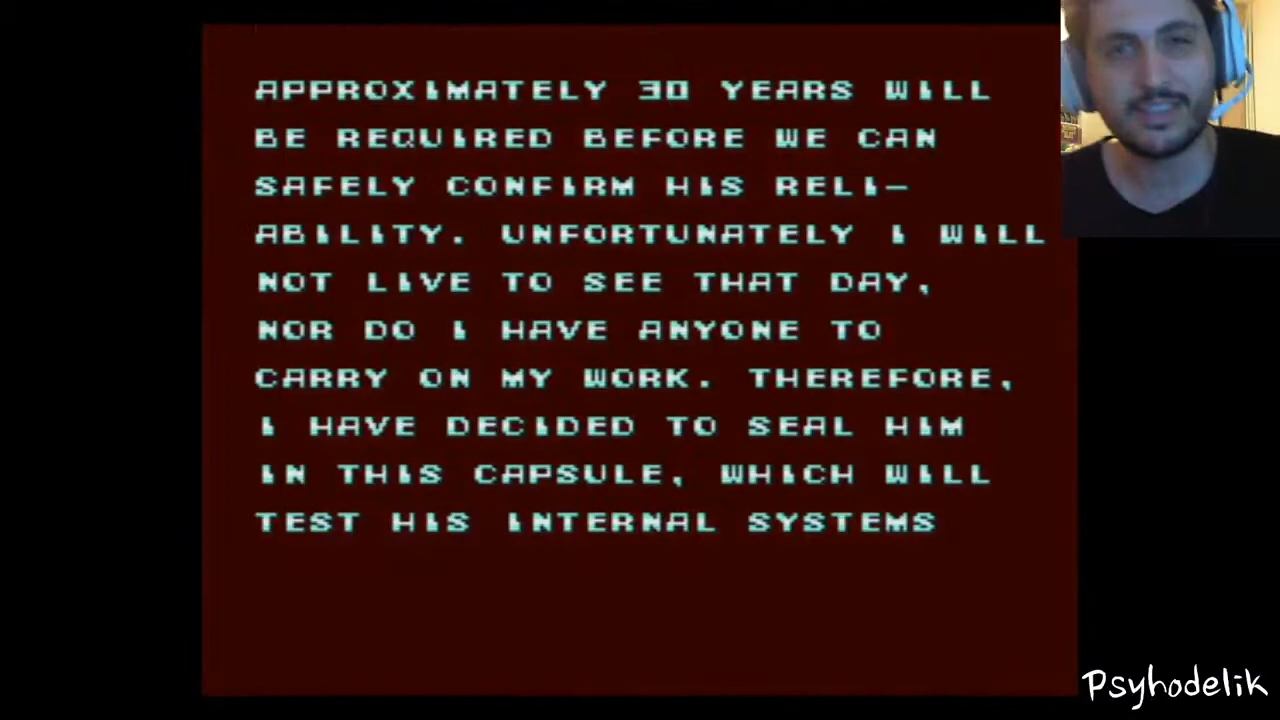 APPROXIMATELY 30 YEARS WILL
BE REQUIRED BEFORE WE CAN
SAFELY CONFIRM HIS RELI-
ABILITY. UNFORTUNATELY I WILL
NOT LIVE TO SEE THAT DAY,
NOR DO I HAVE ANYONE TO
CARRY ON MY WORK. THEREFORE,
I HAVE DECIDED TO SEAL HIM
IN THIS CAPSULE, WHICH WILL
TEST HIS INTERNAL SYSTEMS
Psyhodelik